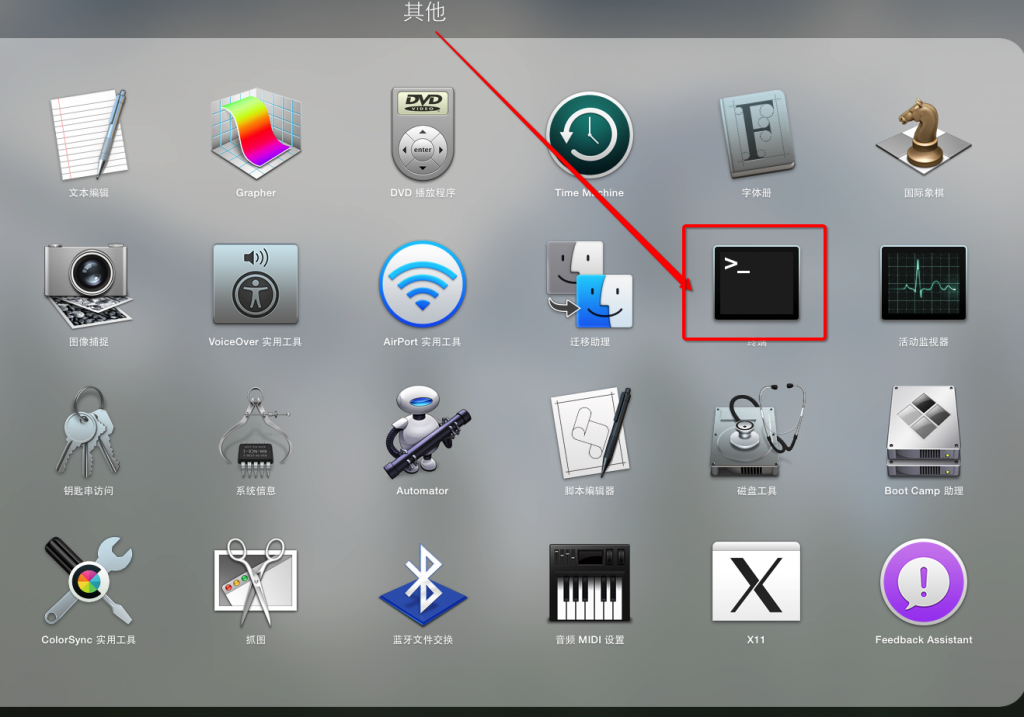 其他
DVD
VIDEO
enter
F
>_
X
文本编辑
Grapher
DVD 播放程序
Time Machine
字体册
国际象棋
图像捕捉
VoiceOver 实用工具
AirPort 实用工具
迁移助理
终端
活动监视器
钥匙串访问
系统信息
Automator
脚本编辑器
磁盘工具
Boot Camp 助理
ColorSync 实用工具
抓图
蓝牙文件交换
音频 MIDI 设置
X11
Feedback Assistant